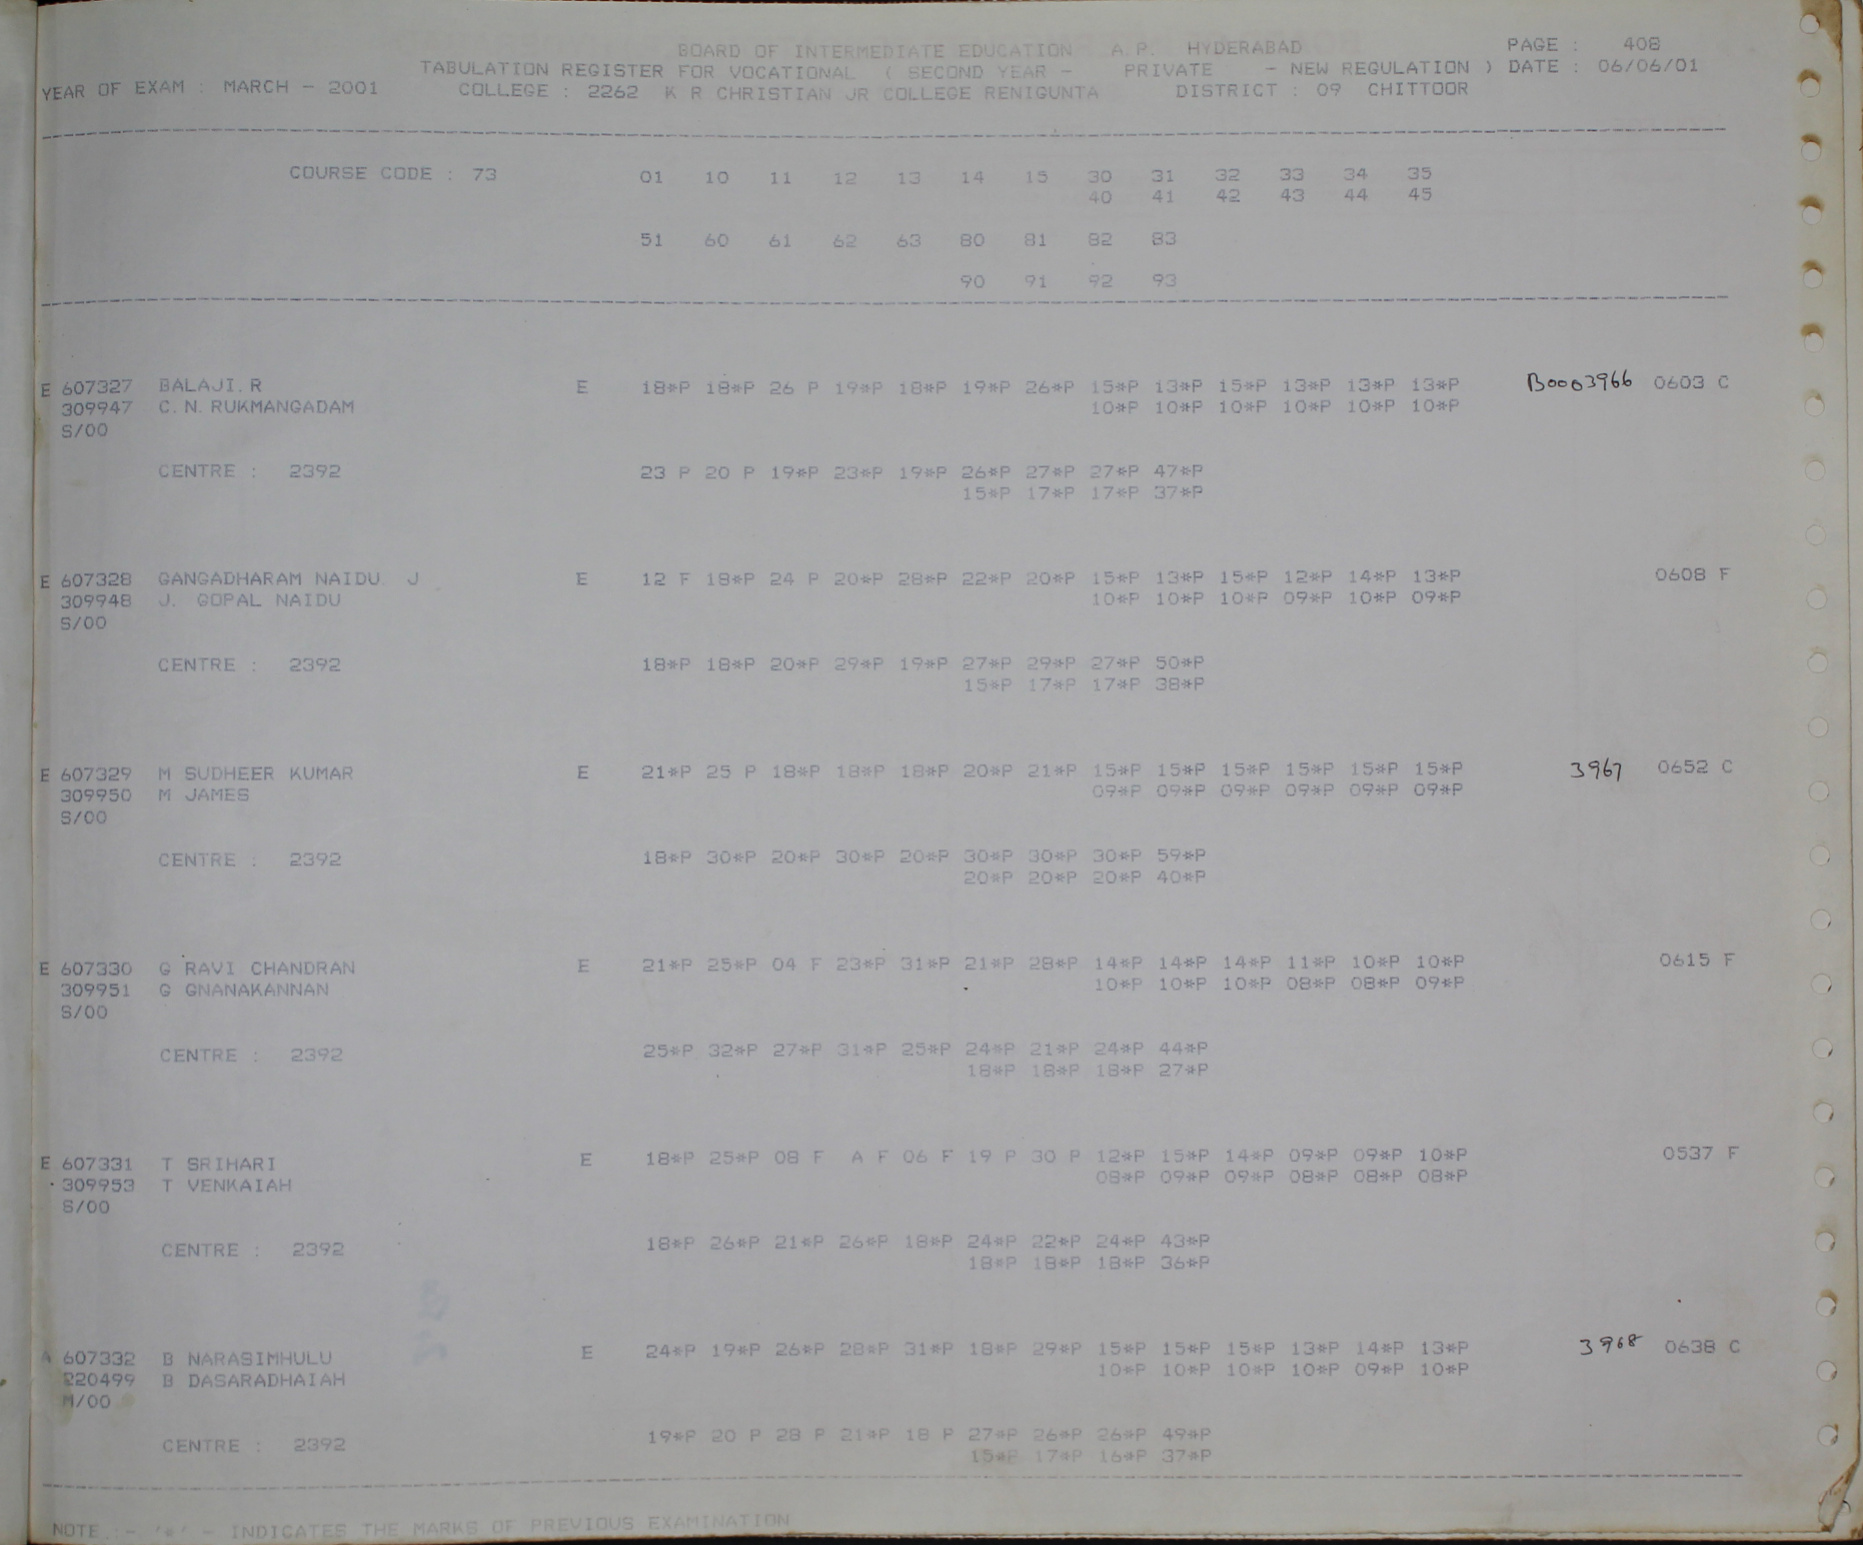 BOARD OF INTERMEDIATE EDUCATION A.P. HYDERABAD PAGE : 408
TABULATION REGISTER FOR VOCATIONAL ( SECOND YEAR - PRIVATE - NEW REGULATION ) DATE : 06/06/01
YEAR OF EXAM : MARCH - 2001 COLLEGE : 2262 K R CHRISTIAN JR COLLEGE RENIGUNTA DISTRICT : 09 CHITTOOR
COURSE CODE : 73 01 10 11 12 13 14 15 30 31 32 33 34 35
40 41 42 43 44 45
51 60 61 62 63 80 81 82 83
90 91 92 93
E 607327 BALAJI.R E 18*P 18*P 26 P 19*P 18*P 19*P 26*P 15*P 13*P 15*P 13*P 13*P 13*P B0003966 0603 C
309947 C.N.RUKMANGADAM 10*P 10*P 10*P 10*P 10*P 10*P
S/00
CENTRE : 2392 23 P 20 P 19*P 23*P 19*P 26*P 27*P 27*P 47*P
15*P 17*P 17*P 37*P
E 607328 GANGADHARAM NAIDU J E 12 F 18*P 24 P 20*P 28*P 22*P 20*P 15*P 13*P 15*P 12*P 14*P 13*P 0608 F
309948 J. GOPAL NAIDU 10*P 10*P 10*P 09*P 10*P 09*P
S/00
CENTRE : 2392 18*P 18*P 20*P 29*P 19*P 27*P 29*P 27*P 50*P
15*P 17*P 17*P 38*P
E 607329 M SUDHEER KUMAR E 21*P 25 P 18*P 18*P 18*P 20*P 21*P 15*P 15*P 15*P 15*P 15*P 15*P 3967 0652 C
309950 M JAMES 09*P 09*P 09*P 09*P 09*P 09*P
S/00
CENTRE : 2392 18*P 30*P 20*P 30*P 20*P 30*P 30*P 30*P 59*P
20*P 20*P 20*P 40*P
E 607330 G RAVI CHANDRAN E 21*P 25*P 04 F 23*P 31*P 21*P 28*P 14*P 14*P 14*P 11*P 10*P 10*P 0615 F
309951 G GNANAKANNAN 10*P 10*P 10*P 08*P 08*P 09*P
S/00
CENTRE : 2392 25*P 32*P 27*P 31*P 25*P 24*P 21*P 24*P 44*P
18*P 18*P 18*P 27*P
E 607331 T SRIHARI E 18*P 25*P 08 F A F 06 F 19 P 30 P 12*P 15*P 14*P 09*P 09*P 10*P 0537 F
309953 T VENKAIAH 08*P 09*P 09*P 08*P 08*P 08*P
S/00
CENTRE : 2392 18*P 26*P 21*P 26*P 18*P 24*P 22*P 24*P 43*P
18*P 18*P 18*P 36*P
A 607332 B NARASIMHULU E 24*P 19*P 26*P 28*P 31*P 18*P 29*P 15*P 15*P 15*P 13*P 14*P 13*P 3968 0638 C
220499 B DASARADHAIAH 10*P 10*P 10*P 10*P 09*P 10*P
M/00
CENTRE : 2392 19*P 20 P 28 P 21*P 18 P 27*P 26*P 26*P 49*P
15*P 17*P 16*P 37*P
NOTE :- '*' - INDICATES THE MARKS OF PREVIOUS EXAMINATION